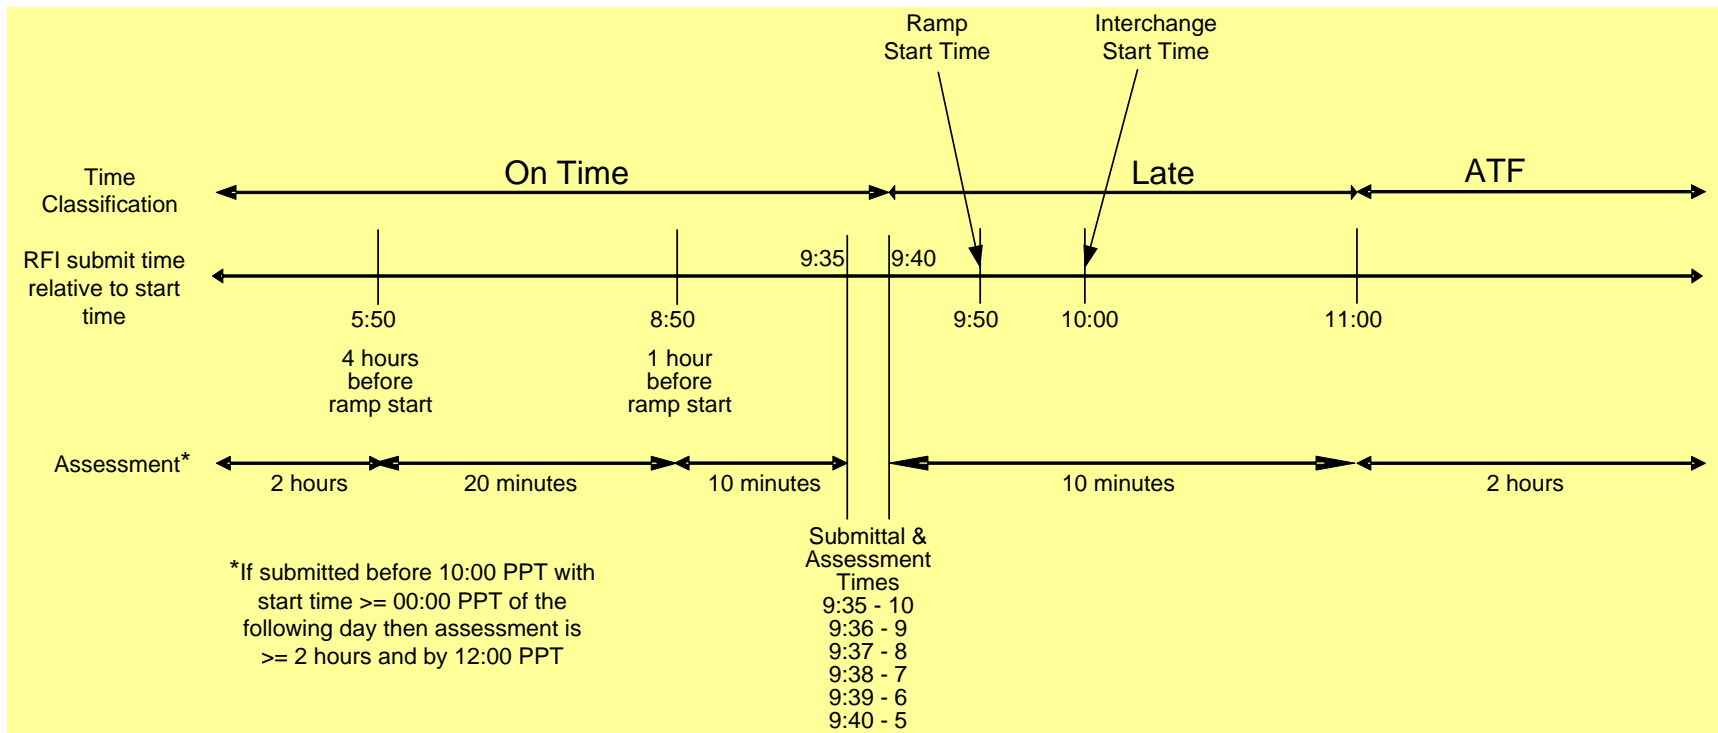 Ramp
Start Time
Interchange
Start Time
Time
Classification
On Time
Late
ATF
RFI submit time
relative to start
time
9:35
9:40
5:50
8:50
9:50
10:00
11:00
4 hours
before
ramp start
1 hour
before
ramp start
Assessment*
2 hours
20 minutes
10 minutes
10 minutes
2 hours
Submittal &
Assessment
Times
9:35 - 10
9:36 - 9
9:37 - 8
9:38 - 7
9:39 - 6
9:40 - 5
*If submitted before 10:00 PPT with
start time >= 00:00 PPT of the
following day then assessment is
>= 2 hours and by 12:00 PPT